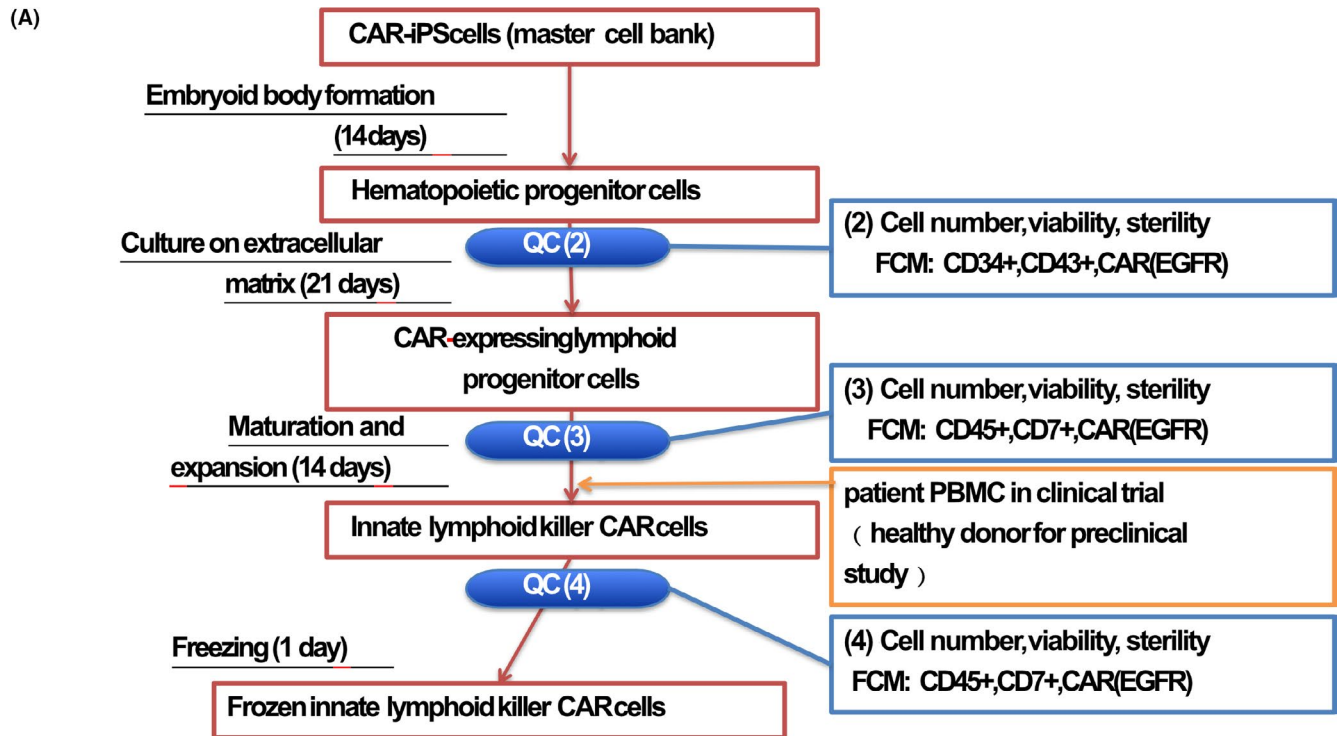 (A)
CAR-iPScells (master cell bank)
Embryoid body formation
(14days)
Hematopoietic progenitor cells
QC (2)
(2) Cell number,viability, sterility
FCM: CD34+,CD43+,CAR(EGFR)
Culture on extracellular
matrix (21 days)
CAR-expressinglymphoid
progenitor cells
QC (3)
(3) Cell number,viability, sterility
FCM: CD45+,CD7+,CAR(EGFR)
Maturation and
expansion (14 days)
patient PBMC in clinical trial
( healthy donor for preclinical
study )
Innate lymphoid killer CAR cells
QC (4)
(4) Cell number,viability, sterility
FCM: CD45+,CD7+,CAR(EGFR)
Freezing (1 day)
Frozen innate lymphoid killer CAR cells